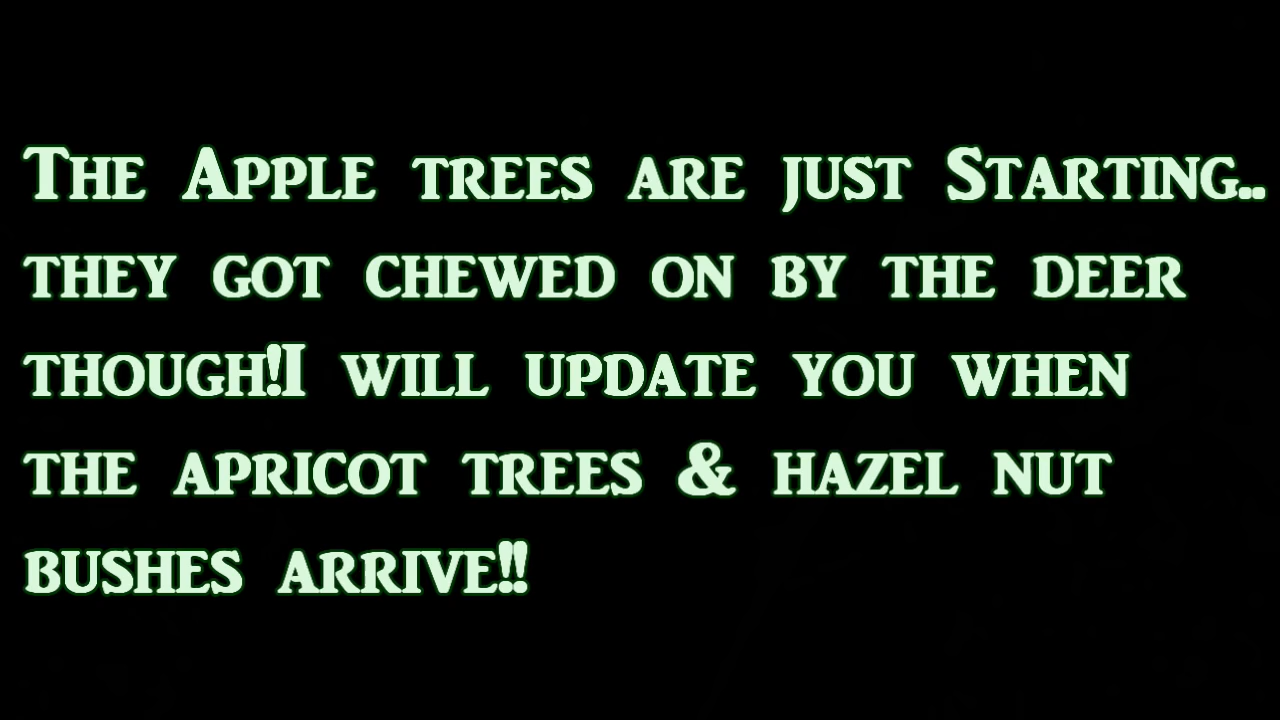 The Apple trees are just Starting..
they got chewed on by the deer
though!I will update you when
the apricot trees & hazel nut
bushes arrive!!